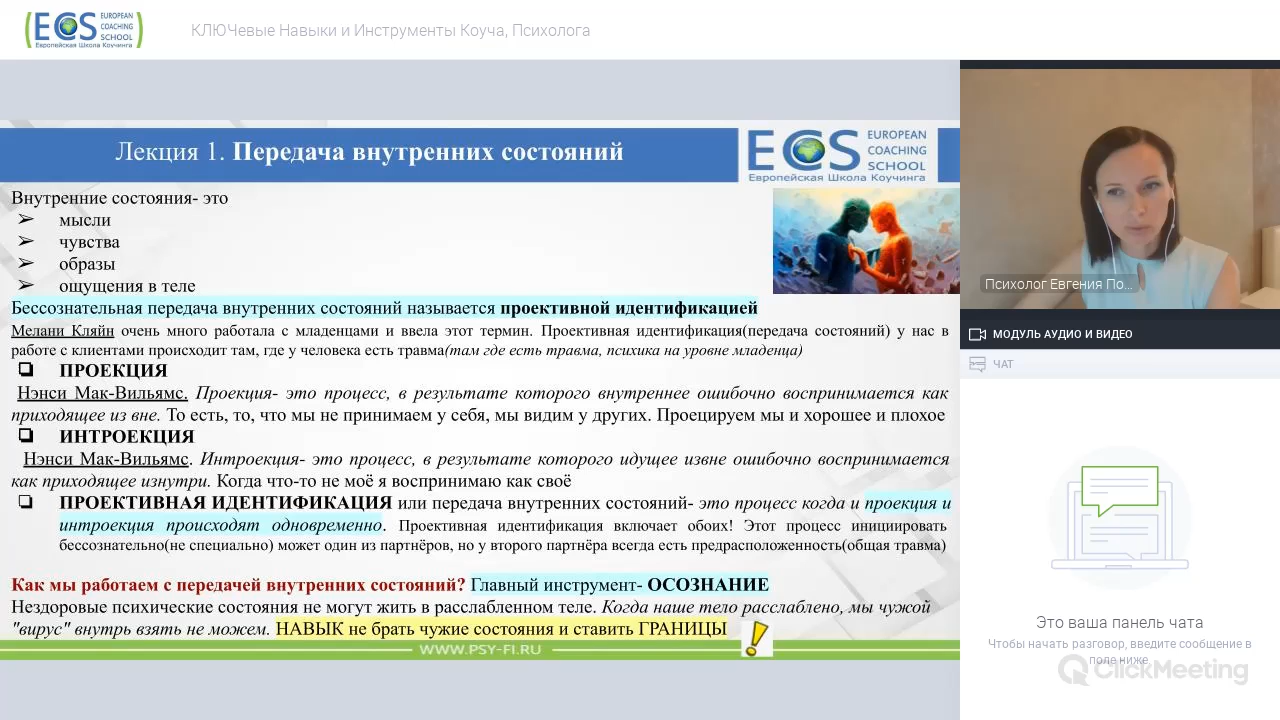 ECS
EUROPEAN
COACHING
SCHOOL
Европейская Школа Коучинга
КЛЮЧевые Навыки и Инструменты Коуча, Психолога
Лекция 1. Передача внутренних состояний
ECS
EUROPEAN
COACHING
SCHOOL
Европейская Школа Коучинга
Внутренние состояния- это
➢ мысли
➢ чувства
➢ образы
➢ ощущения в теле
Бессознательная передача внутренних состояний называется проективной идентификацией
Мелани Кляйн очень много работала с младенцами и ввела этот термин. Проективная идентификация(передача состояний) у нас в
работе с клиентами происходит там, где у человека есть травма(там где есть травма, психика на уровне младенца)
❑ ПРОЕКЦИЯ
Нэнси Мак-Вильямс. Проекция- это процесс, в результате которого внутреннее ошибочно воспринимается как
приходящее из вне. То есть, то, что мы не принимаем у себя, мы видим у других. Проецируем мы и хорошее и плохое
❑ ИНТРОЕКЦИЯ
Нэнси Мак-Вильямс. Интроекция- это процесс, в результате которого идущее извне ошибочно воспринимается
как приходящее изнутри. Когда что-то не моё я воспринимаю как своё
❑ ПРОЕКТИВНАЯ ИДЕНТИФИКАЦИЯ или передача внутренних состояний- это процесс когда и проекция и
интроекция происходят одновременно. Проективная идентификация включает обоих! Этот процесс инициировать
бессознательно(не специально) может один из партнёров, но у второго партнёра всегда есть предрасположенность(общая травма)
Как мы работаем с передачей внутренних состояний? Главный инструмент- ОСОЗНАНИЕ
Нездоровые психические состояния не могут жить в расслабленном теле. Когда наше тело расслаблено, мы чужой
"вирус" внутрь взять не можем. НАВЫК не брать чужие состояния и ставить ГРАНИЦЫ
WWW.PSY-FI.RU
Психолог Евгения По...
МОДУЛЬ АУДИО И ВИДЕО
ЧАТ
Это ваша панель чата
Чтобы начать разговор, введите сообщение в
поле ниже
ClickMeeting